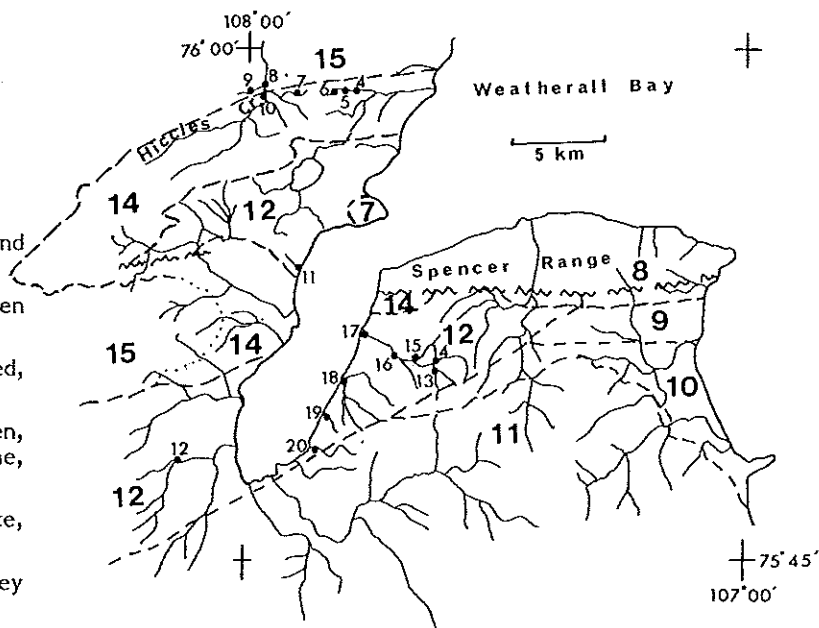 108°00′
76°00′
15
9 8 7 6 5 4
10
Weatherall Bay
Hiccles Cr
5 km
14
12
7
nd
11
Spencer Range
8
en
14
17
12
9
15
14
15
16
14
13
ed,
18
10
19
en,
11
ne,
12
20
12
te,
75°45′
ey
107°00′